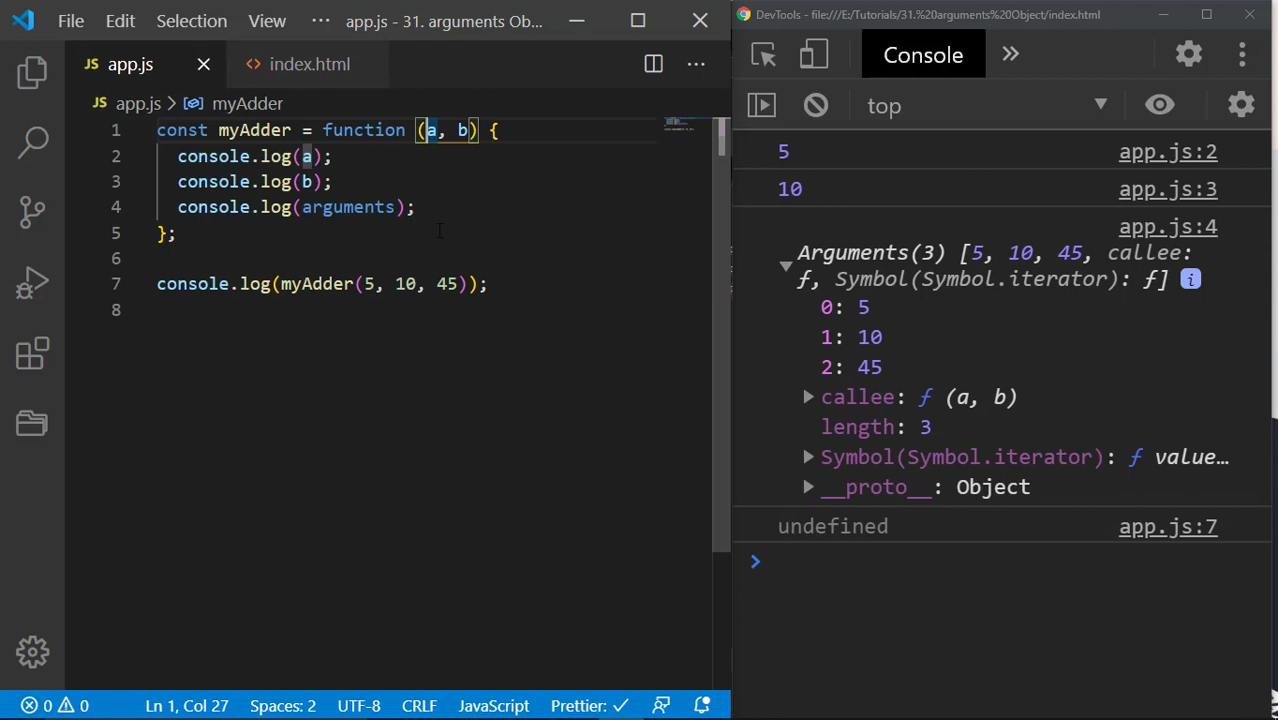 File Edit Selection View ··· app.js - 31. arguments Ob...
JS app.js
<> index.html
JS app.js > myAdder
1 const myAdder = function (a, b) {
2 console.log(a);
3 console.log(b);
4 console.log(arguments);
5 };
6
7 console.log(myAdder(5, 10, 45));
8
0 0 Ln 1, Col 27 Spaces: 2 UTF-8 CRLF JavaScript Prettier: ✓
DevTools - file:///E:/Tutorials/31.%20arguments%20Object/index.html
Console »
top
5 app.js:2
10 app.js:3
app.js:4
Arguments(3) [5, 10, 45, callee:
ƒ, Symbol(Symbol.iterator): ƒ] i
0: 5
1: 10
2: 45
callee: ƒ (a, b)
length: 3
Symbol(Symbol.iterator): ƒ value…
__proto__: Object
undefined app.js:7
>